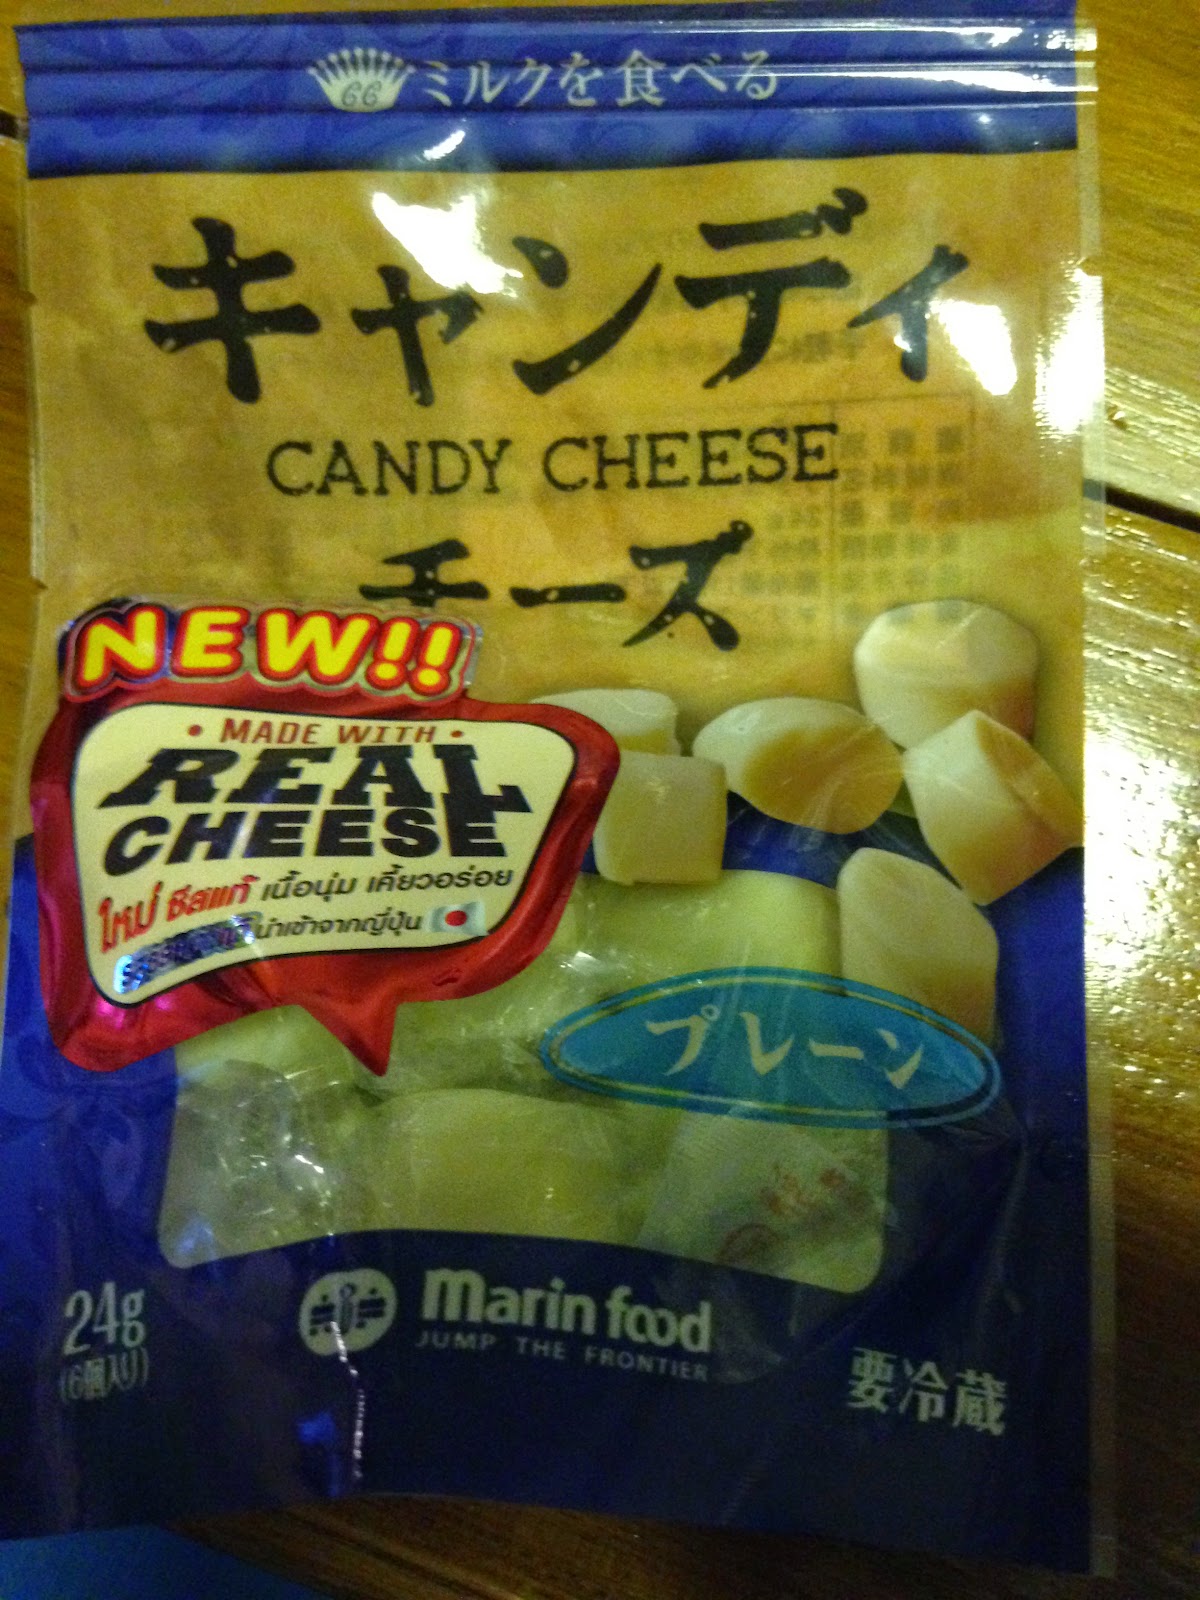 GG ミルクを食べる
キャンディ
CANDY CHEESE
チーズ
NEW!!
• MADE WITH •
REAL
CHEESE
ใหม่ ชีสแท้ เนื้อนุ่ม เคี้ยวอร่อย
นำเข้าจากญี่ปุ่น
プレーン
24g
(6個入り)
marin food
JUMP THE FRONTIER
要冷蔵